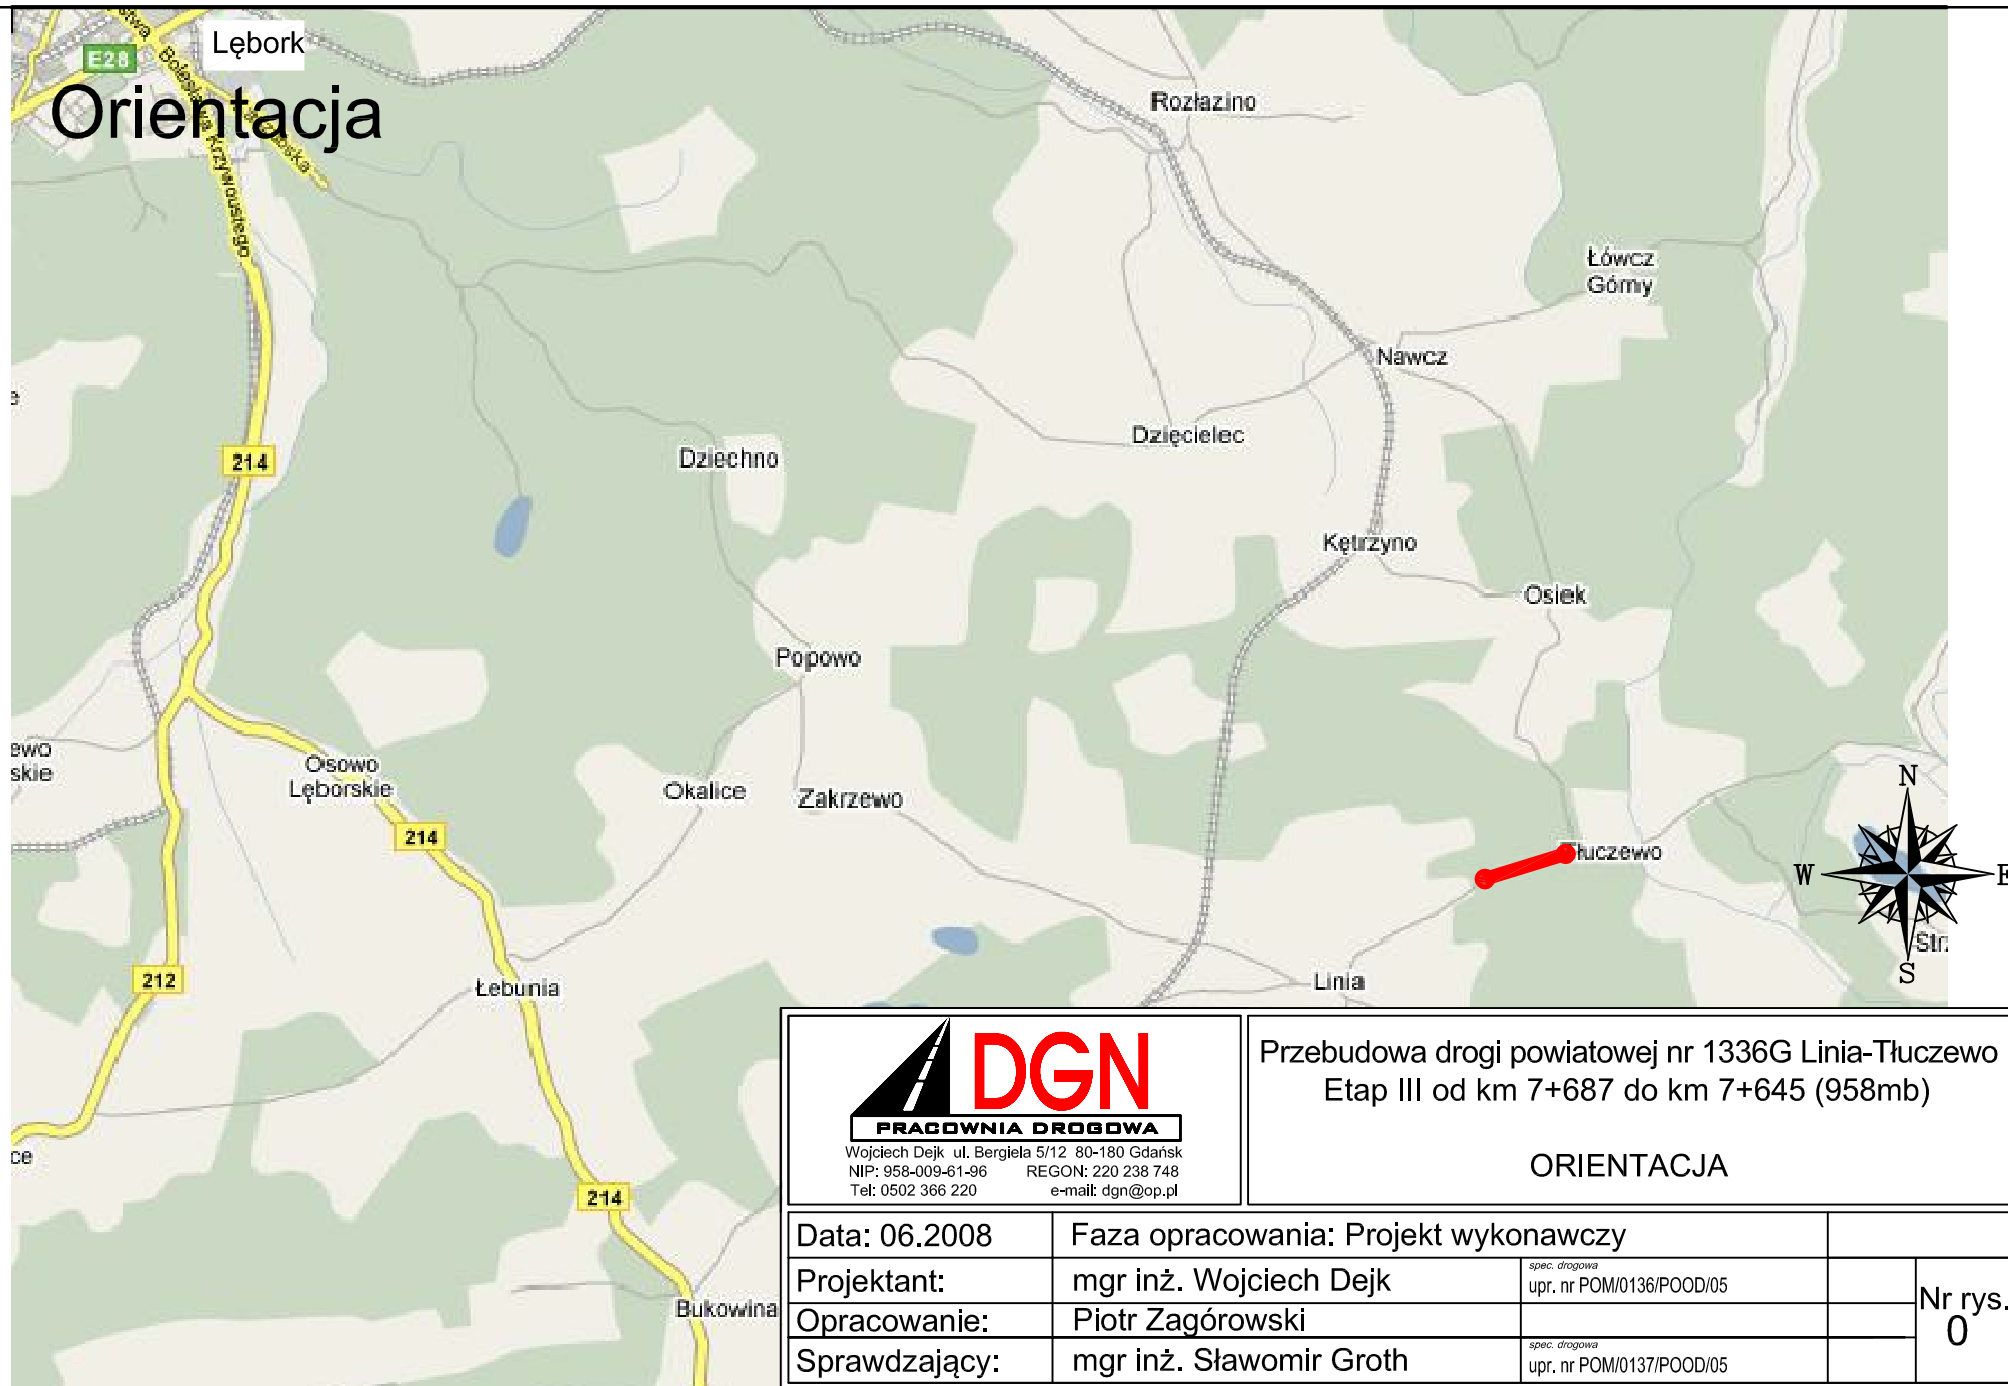 Lębork
E28
Orientacja
Rozłazino
Łówcz
Górny
Nawcz
Dzięcielec
214
Dziechno
Kętrzyno
Osiek
Popowo
ewo
skie
Osowo
Lęborskie
Okalice
Zakrzewo
N
214
Tłuczewo
W
E
Str
S
212
Łebunia
Linia
ce
214
Bukowina
DGN
PRACOWNIA DROGOWA
Wojciech Dejk ul. Bergiela 5/12 80-180 Gdańsk
NIP: 958-009-61-96 REGON: 220 238 748
Tel: 0502 366 220 e-mail: dgn@op.pl
Przebudowa drogi powiatowej nr 1336G Linia-Tłuczewo
Etap III od km 7+687 do km 7+645 (958mb)
ORIENTACJA
Data: 06.2008 Faza opracowania: Projekt wykonawczy
Projektant: mgr inż. Wojciech Dejk spec. drogowa
upr. nr POM/0136/POOD/05
Opracowanie: Piotr Zagórowski
Sprawdzający: mgr inż. Sławomir Groth spec. drogowa
upr. nr POM/0137/POOD/05
Nr rys.
0